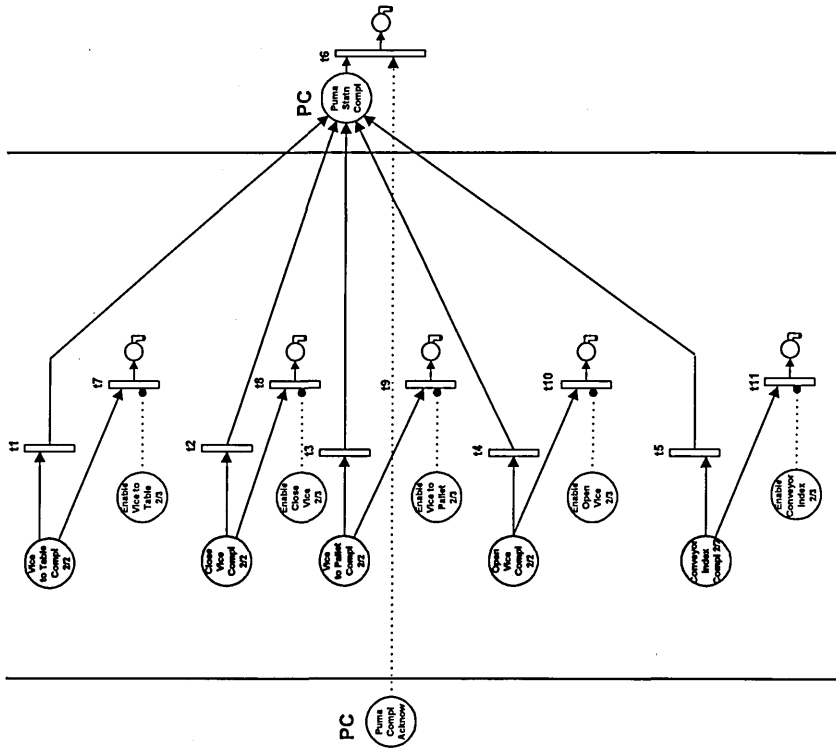 t6
PC
Puma
Statn
Compl
t1
t7
Vice
to Table
Compl
2/2
Enable
Vice to
Table
2/3
t2
t8
Close
Vice
Compl
2/2
Enable
Close
Vice
2/3
t3
t9
Vice
to Pallet
Compl
2/2
Enable
Vice to
Pallet
2/3
t4
t10
Open
Vice
Compl
2/2
Enable
Open
Vice
2/3
t5
t11
Conveyor
Index
Compl 2/2
Enable
Conveyor
Index
2/3
PC
Puma
Compl
Acknow